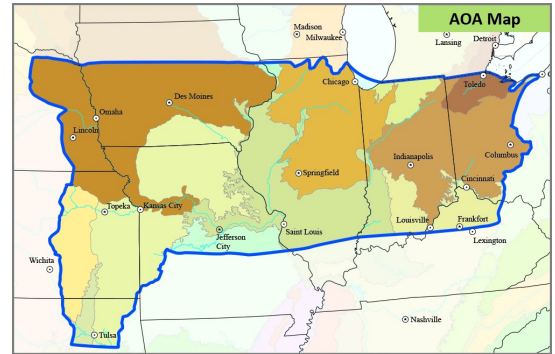 AOA Map
Madison
Milwaukee
Lansing
Detroit
Chicago
Toledo
Des Moines
Omaha
Lincoln
Columbus
Indianapolis
Springfield
Cincinnati
Topeka
Kansas City
Louisville
Frankfort
Saint Louis
Jefferson
City
Lexington
Wichita
Nashville
Tulsa